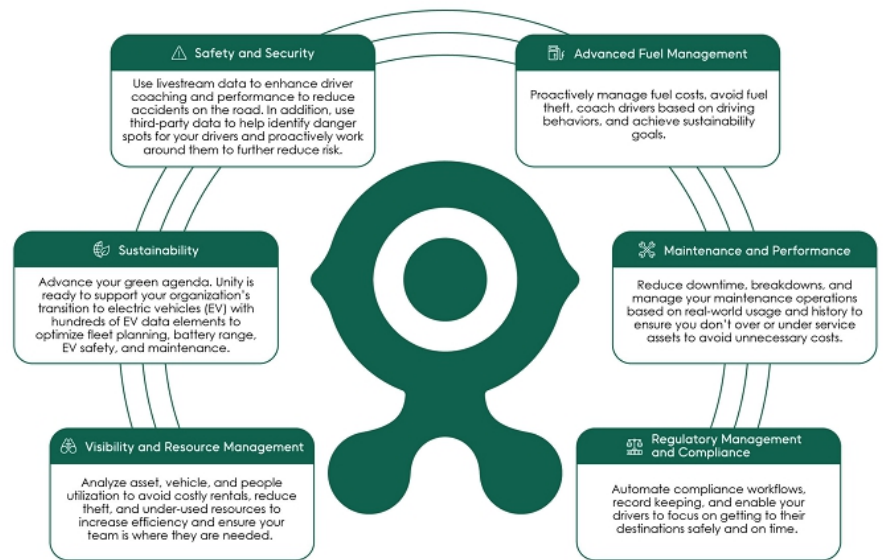 Safety and Security
Use livestream data to enhance driver
coaching and performance to reduce
accidents on the road. In addition, use
third-party data to help identify danger
spots for your drivers and proactively work
around them to further reduce risk.
Advanced Fuel Management
Proactively manage fuel costs, avoid fuel
theft, coach drivers based on driving
behaviors, and achieve sustainability
goals.
Sustainability
Advance your green agenda. Unity is
ready to support your organization's
transition to electric vehicles (EV) with
hundreds of EV data elements to
optimize fleet planning, battery range,
EV safety, and maintenance.
Maintenance and Performance
Reduce downtime, breakdowns, and
manage your maintenance operations
based on real-world usage and history to
ensure you don't over or under service
assets to avoid unnecessary costs.
Visibility and Resource Management
Analyze asset, vehicle, and people
utilization to avoid costly rentals, reduce
theft, and under-used resources to
increase efficiency and ensure your
team is where they are needed.
Regulatory Management
and Compliance
Automate compliance workflows,
record keeping, and enable your
drivers to focus on getting to their
destinations safely and on time.